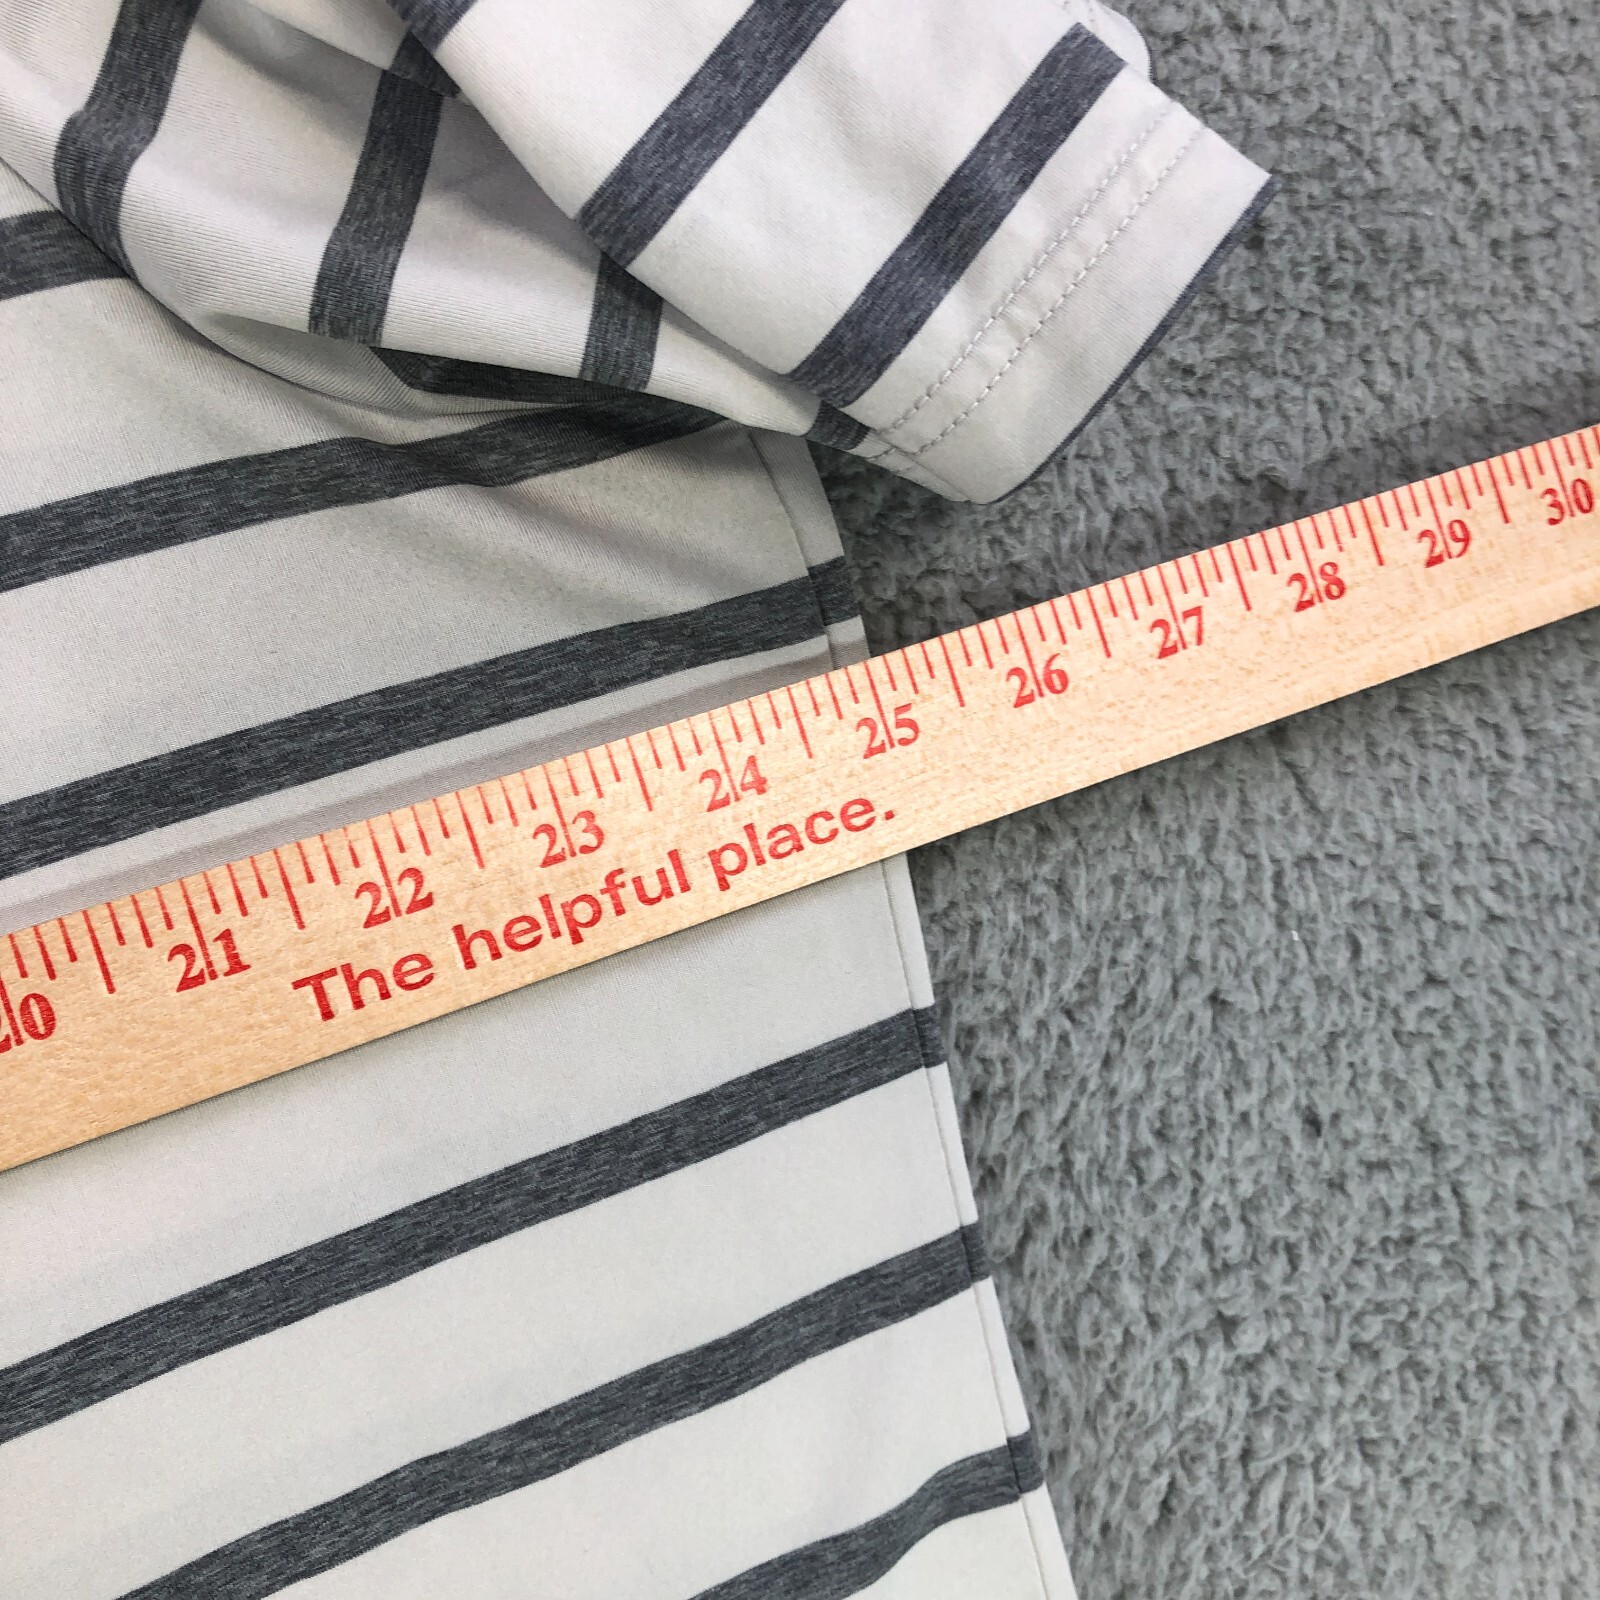 20 21 22 23 24 25 26 27 28 29 30
The helpful place.